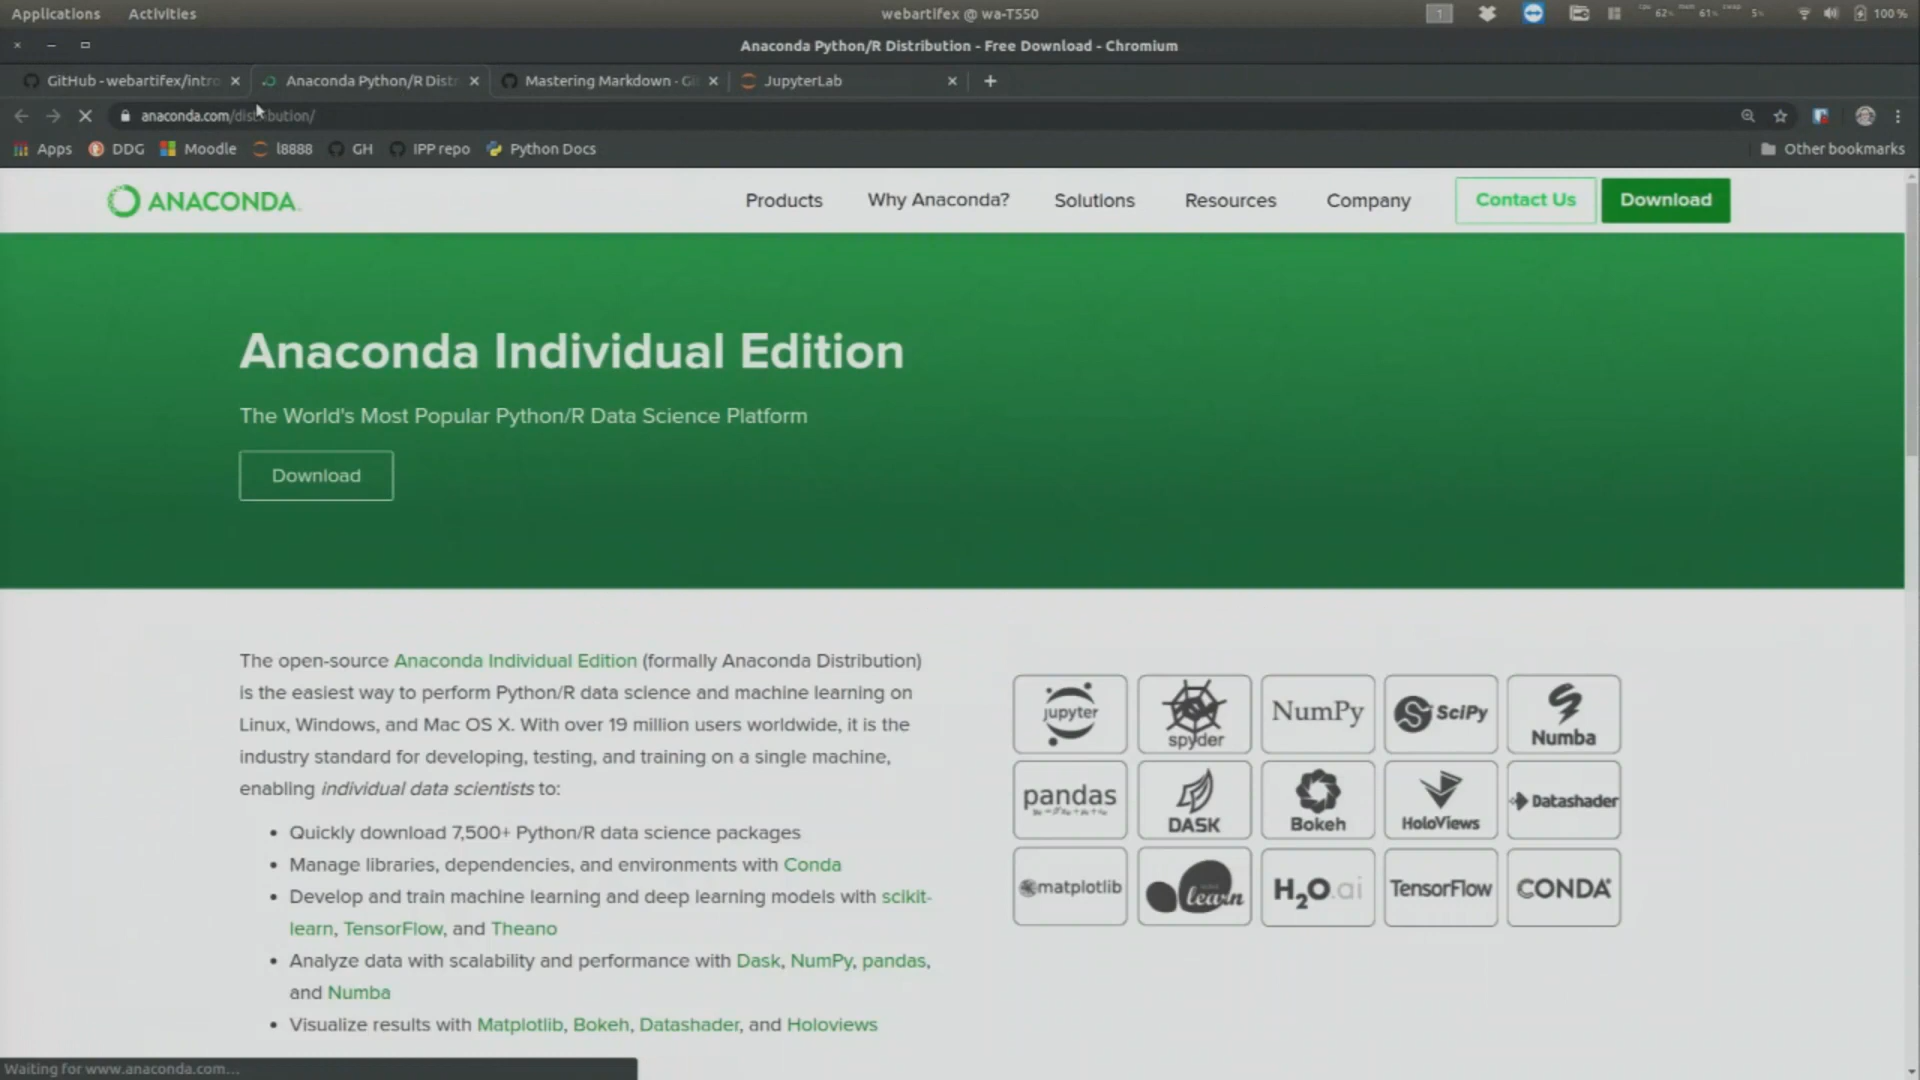 Applications Activities webartifex @ wa-T550 1 62% 61% 5% 100 %
Anaconda Python/R Distribution - Free Download - Chromium
GitHub - webartifex/intro Anaconda Python/R Distr Mastering Markdown · Gi JupyterLab
anaconda.com/distribution/
Apps DDG Moodle l8888 GH IPP repo Python Docs Other bookmarks
ANACONDA. Products Why Anaconda? Solutions Resources Company Contact Us Download
Anaconda Individual Edition
The World's Most Popular Python/R Data Science Platform
Download
The open-source Anaconda Individual Edition (formally Anaconda Distribution)
is the easiest way to perform Python/R data science and machine learning on
Linux, Windows, and Mac OS X. With over 19 million users worldwide, it is the
industry standard for developing, testing, and training on a single machine,
enabling individual data scientists to:
• Quickly download 7,500+ Python/R data science packages
• Manage libraries, dependencies, and environments with Conda
• Develop and train machine learning and deep learning models with scikit-
learn, TensorFlow, and Theano
• Analyze data with scalability and performance with Dask, NumPy, pandas,
and Numba
• Visualize results with Matplotlib, Bokeh, Datashader, and Holoviews
jupyter spyder NumPy SciPy Numba
pandas DASK Bokeh HoloViews Datashader
matplotlib learn H2O.ai TensorFlow CONDA
Waiting for www.anaconda.com...